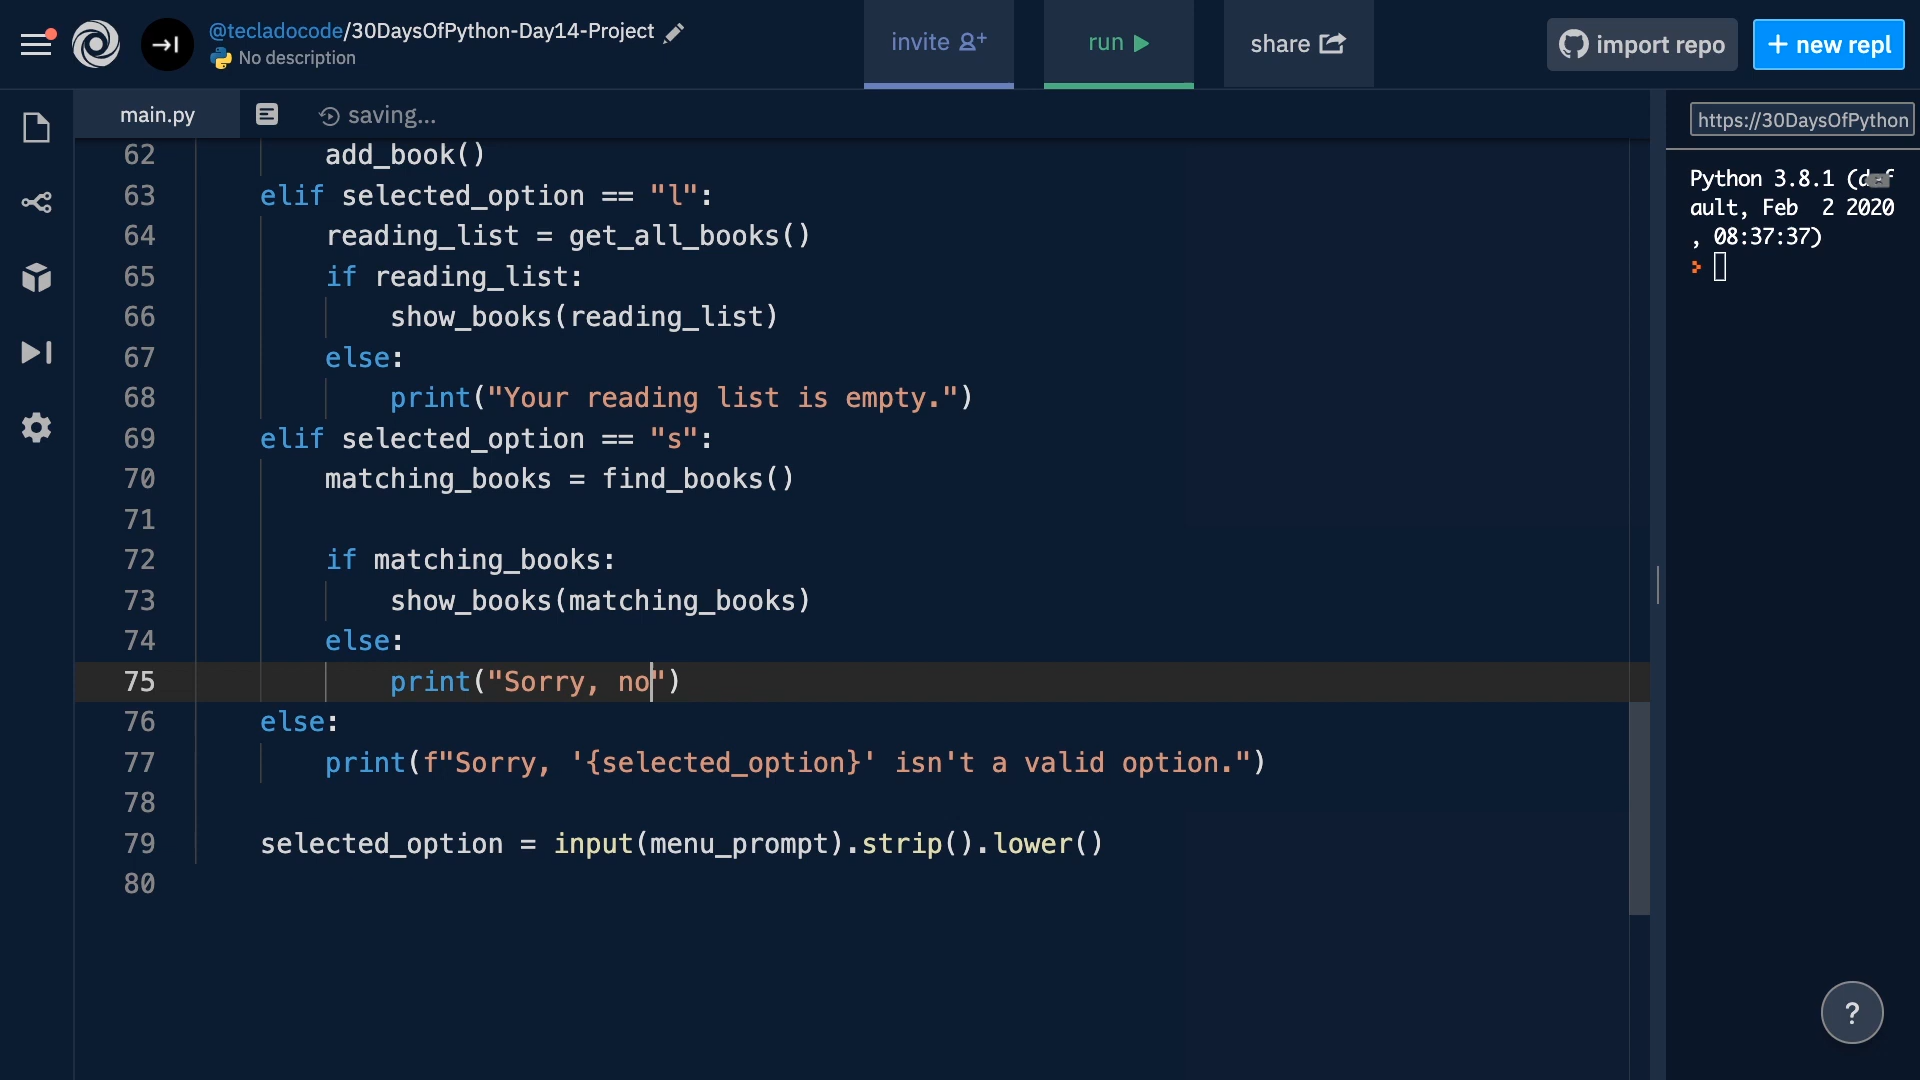 @tecladocode/30DaysOfPython-Day14-Project
No description
invite
run
share
import repo
+ new repl
main.py
saving...
https://30DaysOfPython
62 add_book()
63 elif selected_option == "l":
64 reading_list = get_all_books()
65 if reading_list:
66 show_books(reading_list)
67 else:
68 print("Your reading list is empty.")
69 elif selected_option == "s":
70 matching_books = find_books()
71
72 if matching_books:
73 show_books(matching_books)
74 else:
75 print("Sorry, no")
76 else:
77 print(f"Sorry, '{selected_option}' isn't a valid option.")
78
79 selected_option = input(menu_prompt).strip().lower()
80
Python 3.8.1 (def
ault, Feb  2 2020
, 08:37:37)
?